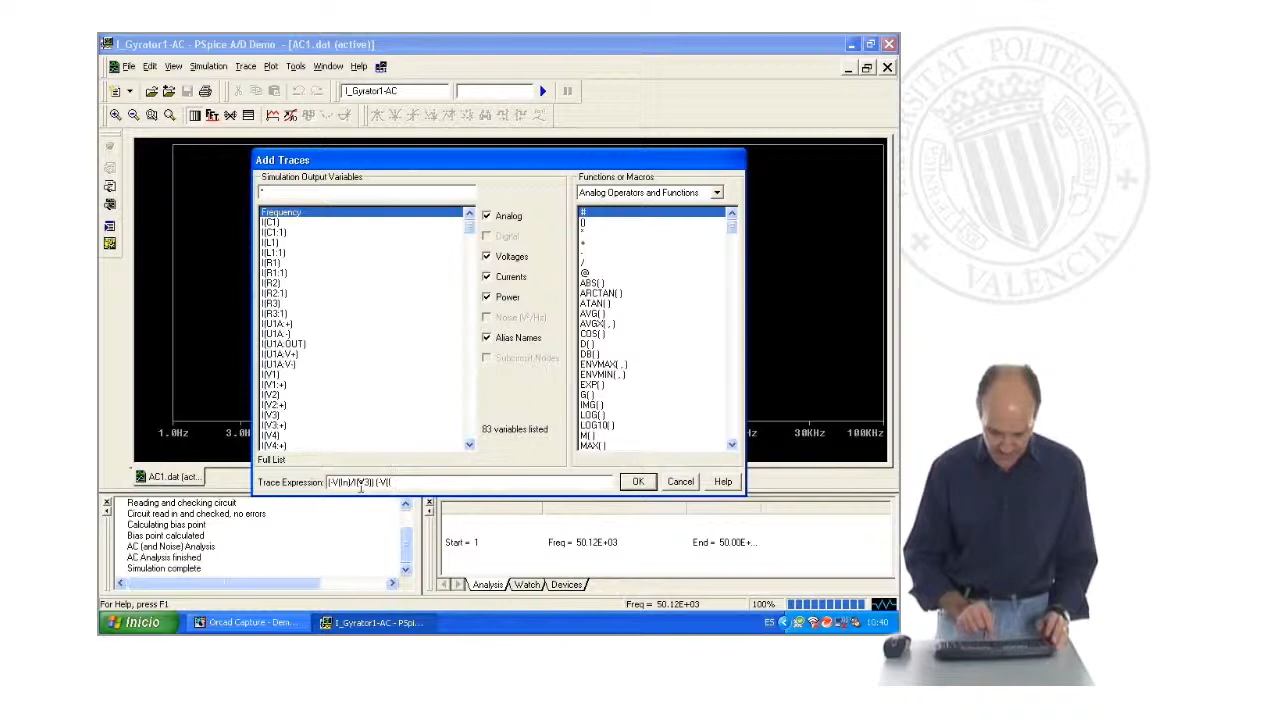 I_Gyrator1-AC - PSpice A/D Demo - [AC1.dat (active)]
File Edit View Simulation Trace Plot Tools Window Help
I_Gyrator1-AC
Add Traces
Simulation Output Variables
*
Functions or Macros
Analog Operators and Functions
Frequency
I(C1)
I(C1:1)
I(L1)
I(L1:1)
I(R1)
I(R1:1)
I(R2)
I(R2:1)
I(R3)
I(R3:1)
I(U1A:+)
I(U1A:-)
I(U1A:OUT)
I(U1A:V+)
I(U1A:V-)
I(V1)
I(V1:+)
I(V2)
I(V2:+)
I(V3)
I(V3:+)
I(V4)
I(V4:+)
Analog
Digital
Voltages
Currents
Power
Noise (V²/Hz)
Alias Names
Subcircuit Nodes
83 variables listed
#
()
*
+
-
/
@
ABS( )
ARCTAN( )
ATAN( )
AVG( )
AVGX( , )
COS( )
D( )
DB( )
ENVMAX( , )
ENVMIN( , )
EXP( )
G( )
IMG( )
LOG( )
LOG10( )
M( )
MAX( )
Full List
Trace Expression: (-V(In)/I(V3)) (-V((
OK Cancel Help
1.0Hz 3.0H
30KHz 100KHz
AC1.dat (act...
Reading and checking circuit
Circuit read in and checked, no errors
Calculating bias point
Bias point calculated
AC (and Noise) Analysis
AC Analysis finished
Simulation complete
Start = 1 Freq = 50.12E+03 End = 50.00E+...
Analysis Watch Devices
For Help, press F1 Freq = 50.12E+03 100%
Inicio Orcad Capture - Dem... I_Gyrator1-AC - PSpi... ES 10:40
POLITECNICA
VALENCIA